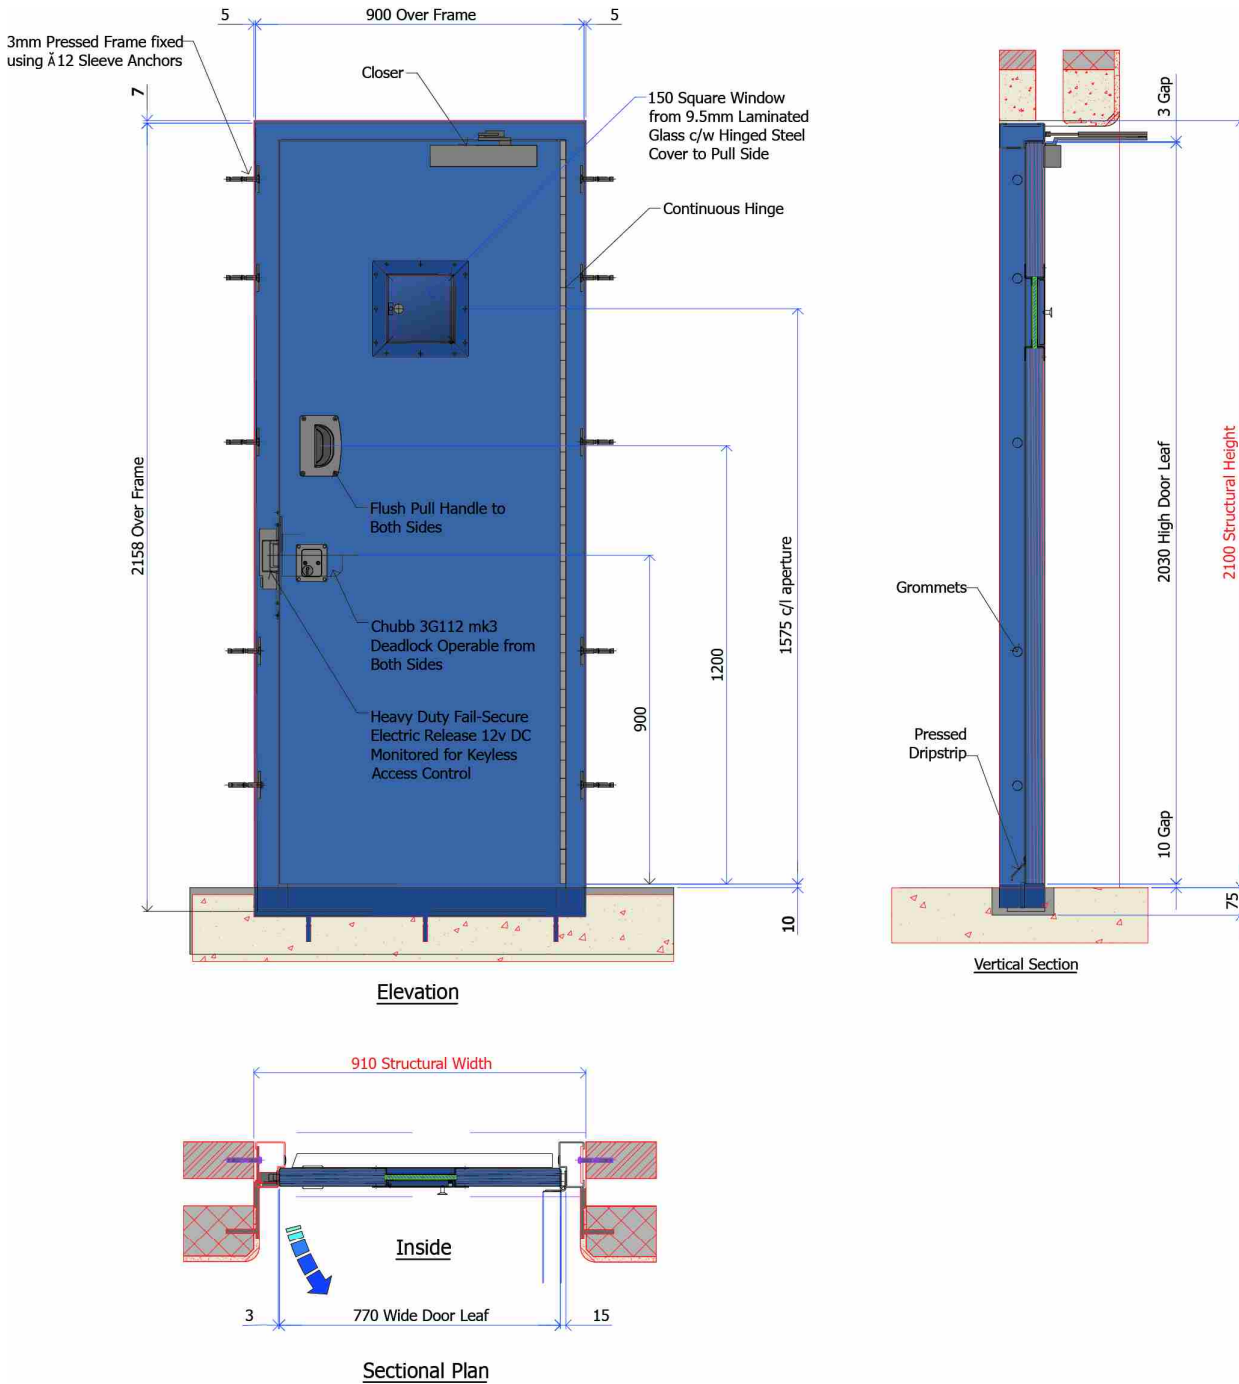 5
900 Over Frame
5
3mm Pressed Frame fixed
using Ä12 Sleeve Anchors
Closer
7
150 Square Window
from 9.5mm Laminated
Glass c/w Hinged Steel
Cover to Pull Side
Continuous Hinge
2158 Over Frame
Flush Pull Handle to
Both Sides
Chubb 3G112 mk3
Deadlock Operable from
Both Sides
Heavy Duty Fail-Secure
Electric Release 12v DC
Monitored for Keyless
Access Control
900
1200
1575 c/l aperture
10
Elevation
3 Gap
2030 High Door Leaf
2100 Structural Height
Grommets
Pressed
Dripstrip
10 Gap
75
Vertical Section
910 Structural Width
Inside
3
770 Wide Door Leaf
15
Sectional Plan